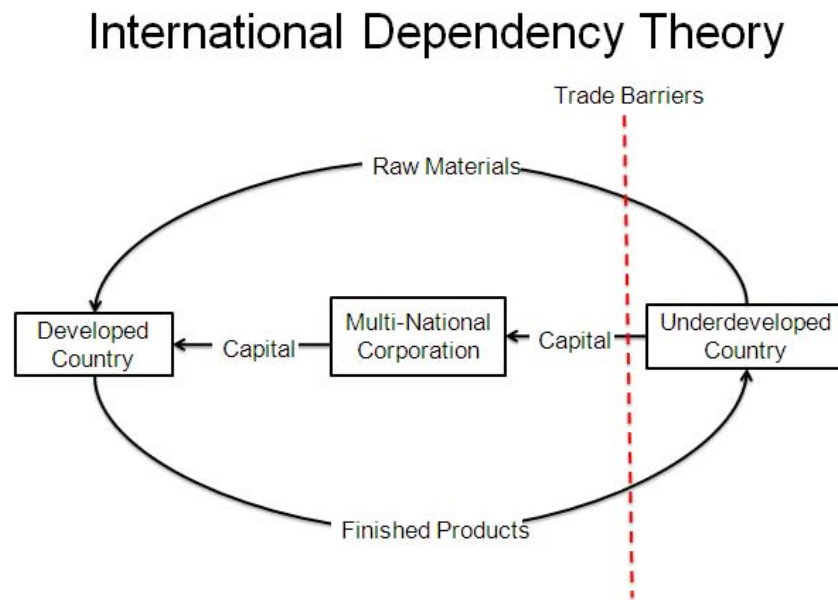 International Dependency Theory
Trade Barriers
Raw Materials
Developed
Country
Capital
Multi-National
Corporation
Capital
Underdeveloped
Country
Finished Products